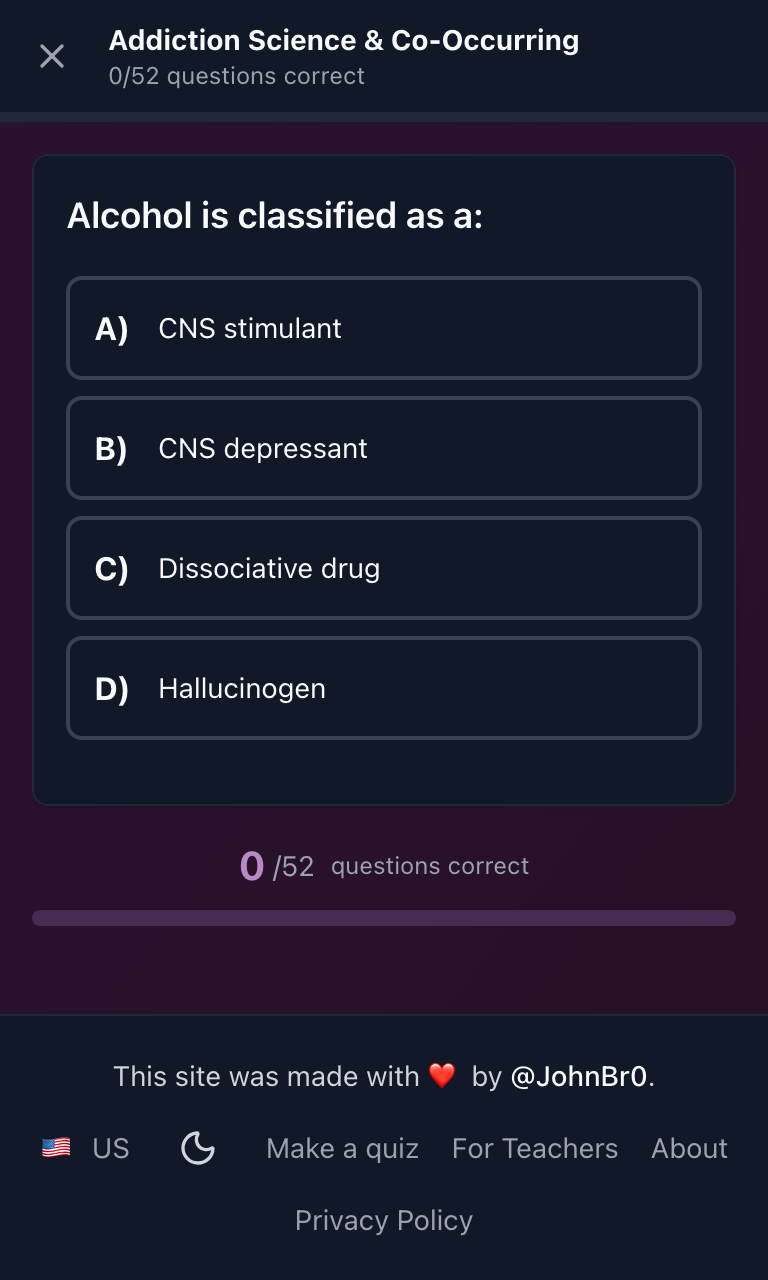 Addiction Science & Co-Occurring
0/52 questions correct
Alcohol is classified as a:
A) CNS stimulant
B) CNS depressant
C) Dissociative drug
D) Hallucinogen
0 /52 questions correct
This site was made with ❤️ by @JohnBr0.
🇺🇸 US Make a quiz For Teachers About
Privacy Policy